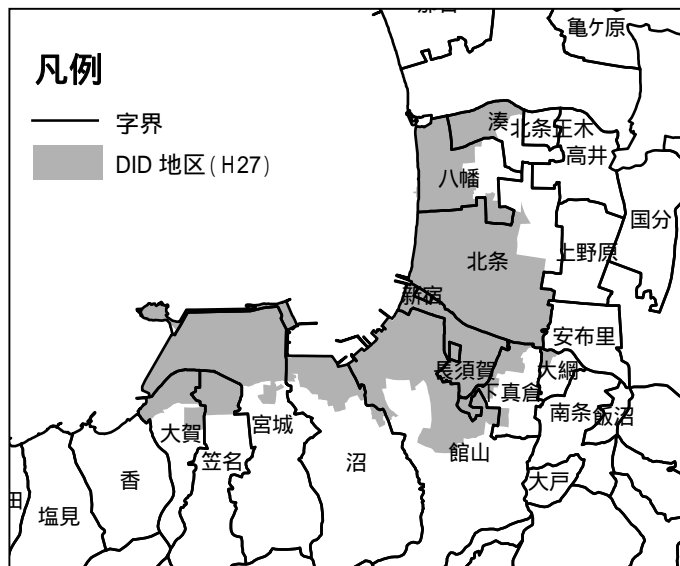 凡例
字界
DID 地区(H27)
亀ケ原
湊
北条正木
高井
八幡
国分
北条
上野原
新宿
安布里
長須賀
大綱
下真倉
南条
飯沼
大賀
宮城
笠名
館山
沼
香
大戸
塩見
田